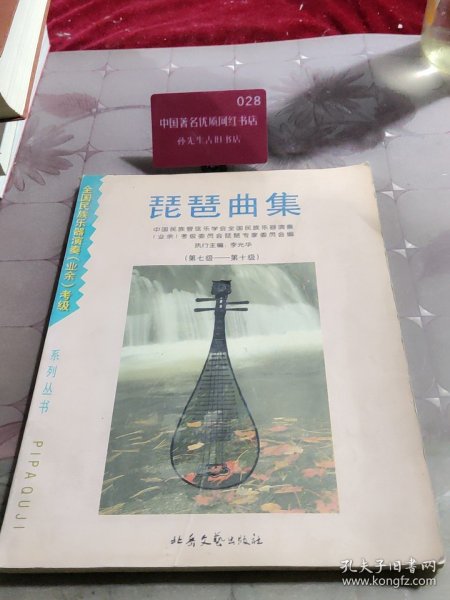 028
中国著名优质网红书店
孙先生古旧书店
琵琶曲集
中国民族管弦乐学会全国民族乐器演奏
（业余）考级委员会琵琶专家委员会编
执行主编：李光华
（第七级——第十级）
全国民族乐器演奏（业余）考级
系列丛书
PIPAQUJI
北岳文艺出版社
孔夫子旧书网
www.kongfz.com